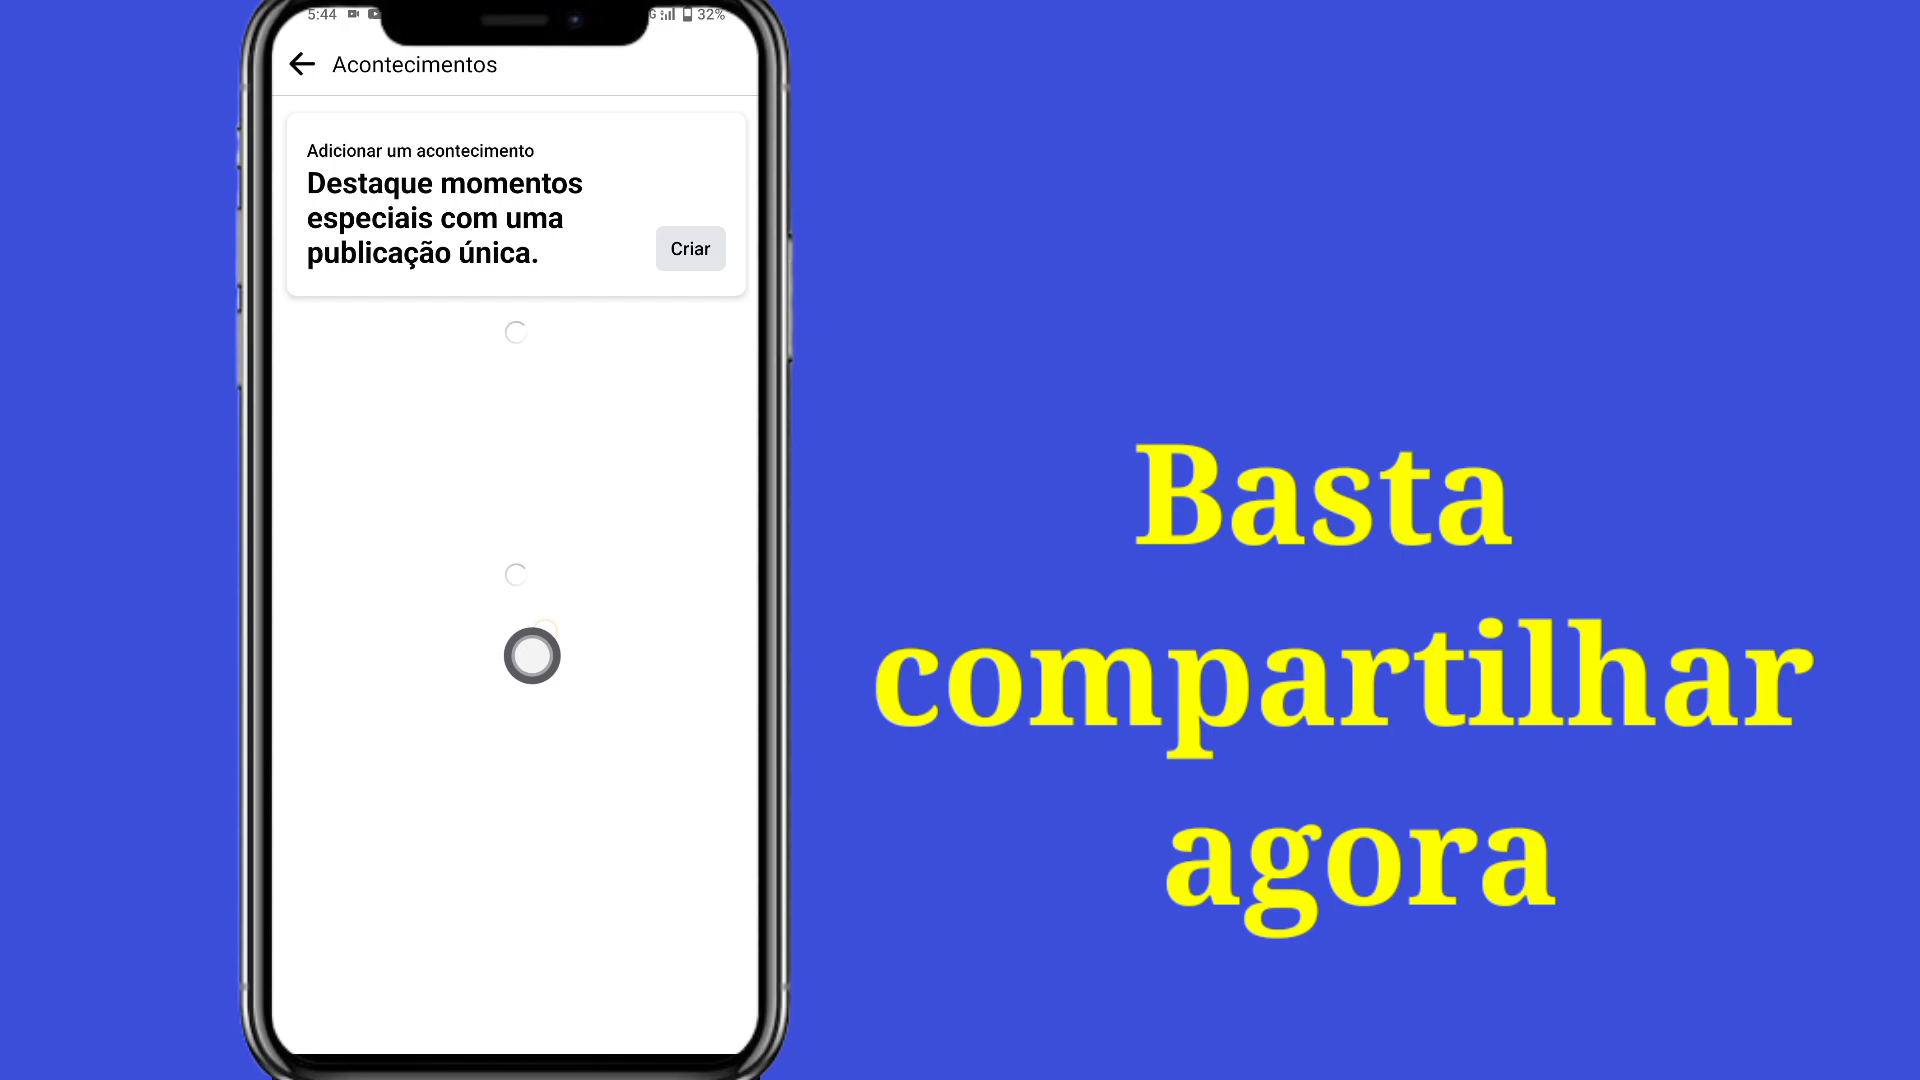 5:44
G 32%
Acontecimentos
Adicionar um acontecimento
Destaque momentos
especiais com uma
publicação única.
Criar
Basta
compartilhar
agora